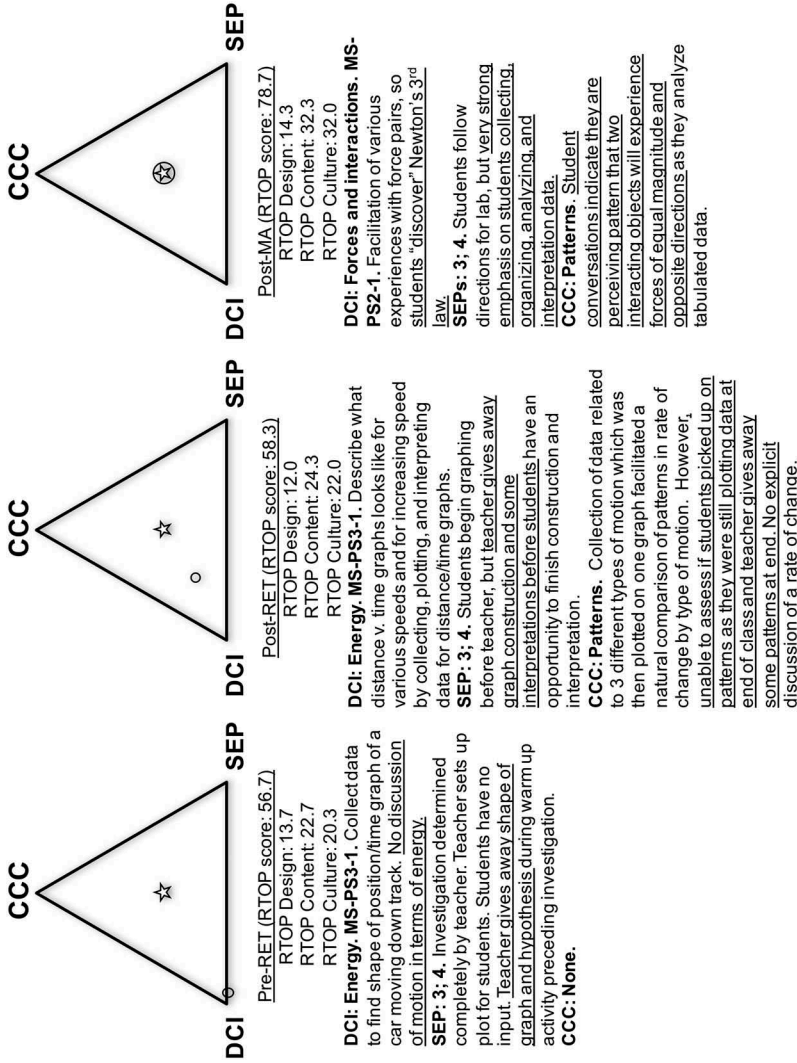 CCC
DCI
SEP
Pre-RET (RTOP score: 56.7)
RTOP Design: 13.7
RTOP Content: 22.7
RTOP Culture: 20.3
DCI: Energy. MS-PS3-1. Collect data
to find shape of position/time graph of a
car moving down track. No discussion
of motion in terms of energy.
SEP: 3; 4. Investigation determined
completely by teacher. Teacher sets up
plot for students. Students have no
input. Teacher gives away shape of
graph and hypothesis during warm up
activity preceding investigation.
CCC: None.
CCC
DCI
SEP
Post-RET (RTOP score: 58.3)
RTOP Design: 12.0
RTOP Content: 24.3
RTOP Culture: 22.0
DCI: Energy. MS-PS3-1. Describe what
distance v. time graphs looks like for
various speeds and for increasing speed
by collecting, plotting, and interpreting
data for distance/time graphs.
SEP: 3; 4. Students begin graphing
before teacher, but teacher gives away
graph construction and some
interpretations before students have an
opportunity to finish construction and
interpretation.
CCC: Patterns. Collection of data related
to 3 different types of motion which was
then plotted on one graph facilitated a
natural comparison of patterns in rate of
change by type of motion. However,
unable to assess if students picked up on
patterns as they were still plotting data at
end of class and teacher gives away
some patterns at end. No explicit
discussion of a rate of change.
CCC
DCI
SEP
Post-MA (RTOP score: 78.7)
RTOP Design: 14.3
RTOP Content: 32.3
RTOP Culture: 32.0
DCI: Forces and interactions. MS-
PS2-1. Facilitation of various
experiences with force pairs, so
students “discover” Newton’s 3rd
law.
SEPs: 3; 4. Students follow
directions for lab, but very strong
emphasis on students collecting,
organizing, analyzing, and
interpretation data.
CCC: Patterns. Student
conversations indicate they are
perceiving pattern that two
interacting objects will experience
forces of equal magnitude and
opposite directions as they analyze
tabulated data.